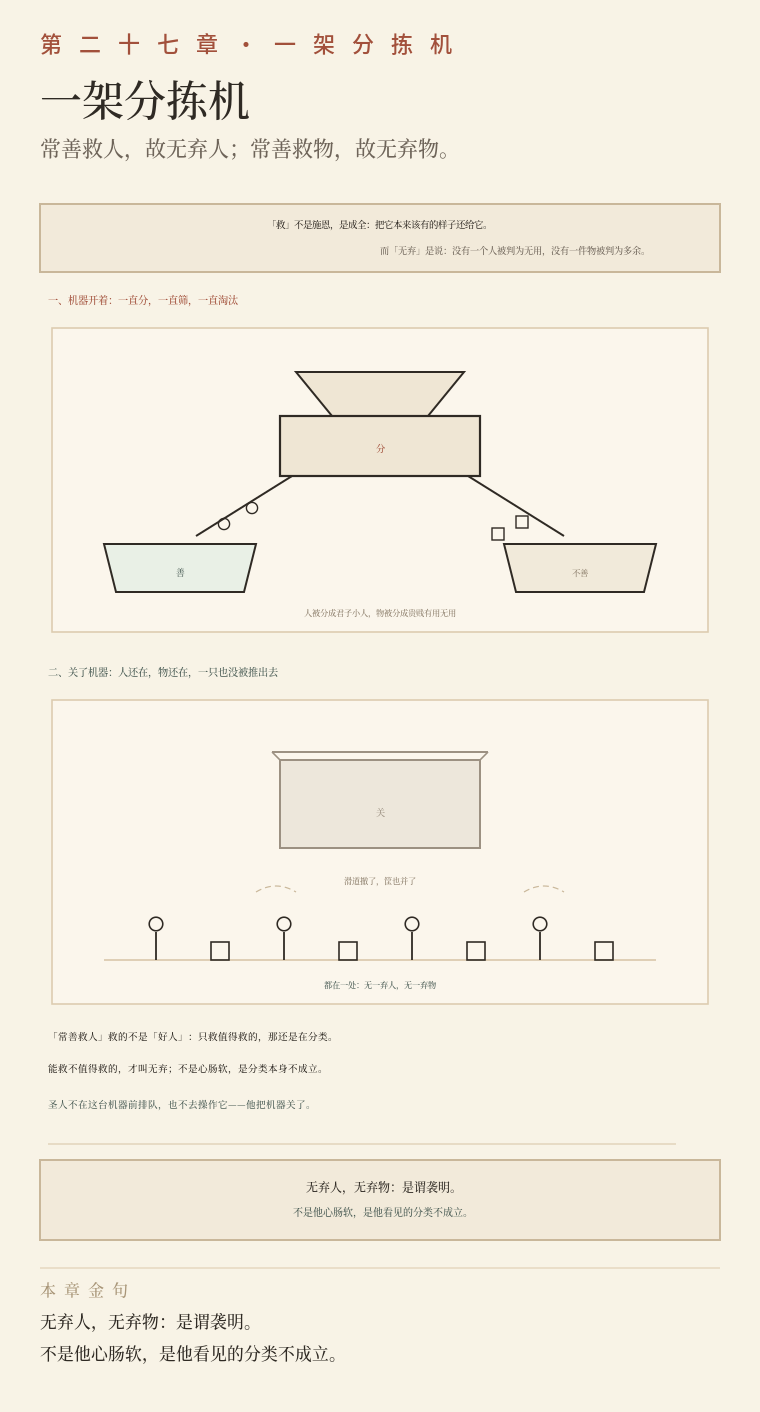 第二十七章·一架分拣机
一架分拣机
常善救人，故无弃人；常善救物，故无弃物。
「救」不是施恩，是成全：把它本来该有的样子还给它。
而「无弃」是说：没有一个人被判为无用，没有一件物被判为多余。
一、机器开着：一直分，一直筛，一直淘汰
分
善
不善
人被分成君子小人，物被分成贵贱有用无用
二、关了机器：人还在，物还在，一只也没被推出去
关
滑道撤了，筐也并了
都在一处：无一弃人，无一弃物
「常善救人」救的不是「好人」：只救值得救的，那还是在分类。
能救不值得救的，才叫无弃；不是心肠软，是分类本身不成立。
圣人不在这台机器前排队，也不去操作它——他把机器关了。
无弃人，无弃物：是谓袭明。
不是他心肠软，是他看见的分类不成立。
本章金句
无弃人，无弃物：是谓袭明。
不是他心肠软，是他看见的分类不成立。